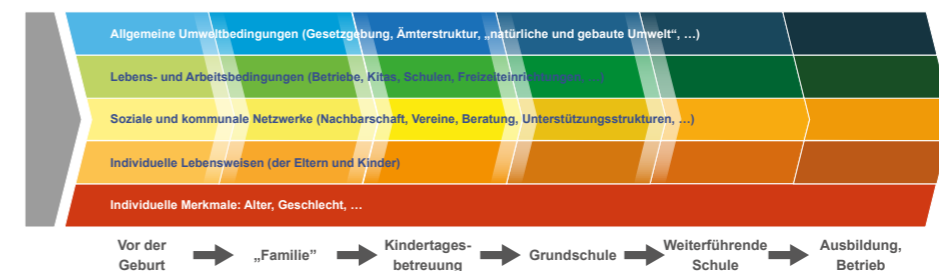 Allgemeine Umweltbedingungen (Gesetzgebung, Ämterstruktur, „natürliche und gebaute Umwelt“, …)
Lebens- und Arbeitsbedingungen (Betriebe, Kitas, Schulen, Freizeiteinrichtungen, …)
Soziale und kommunale Netzwerke (Nachbarschaft, Vereine, Beratung, Unterstützungsstrukturen, …)
Individuelle Lebensweisen (der Eltern und Kinder)
Individuelle Merkmale: Alter, Geschlecht, …
Vor der
Geburt
„Familie”
Kindertages-
betreuung
Grundschule
Weiterführende
Schule
Ausbildung,
Betrieb